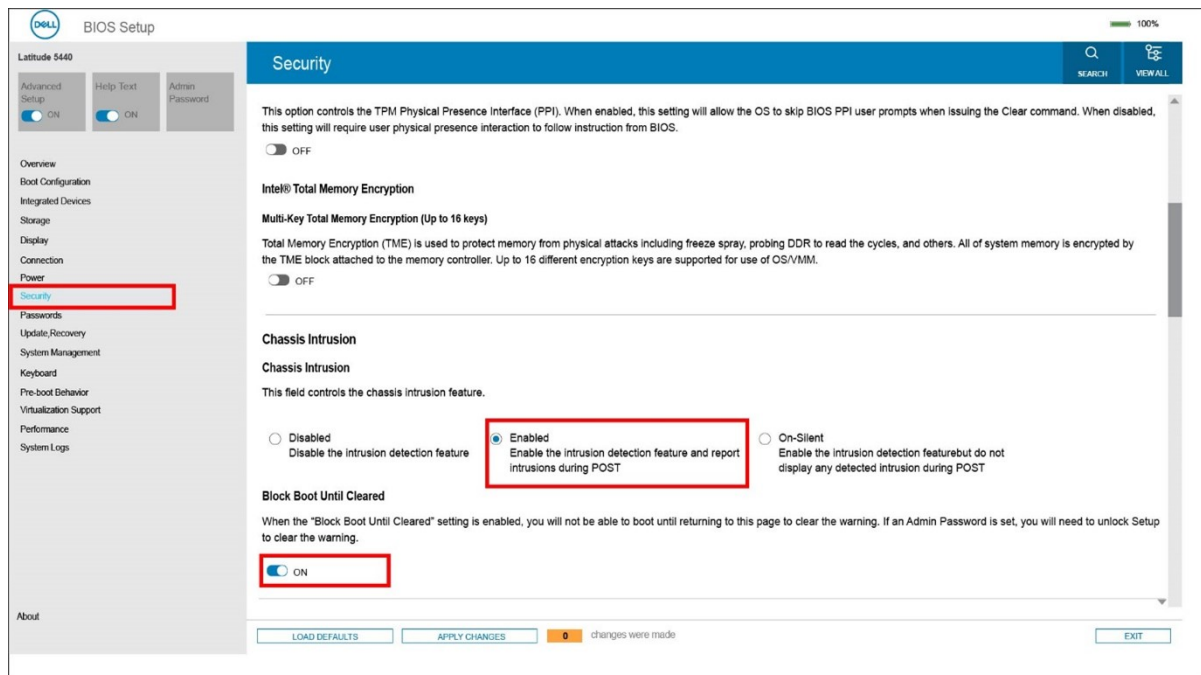 DELL
BIOS Setup
100%
Latitude 5440
Advanced Setup
ON
Help Text
ON
Admin Password
Overview
Boot Configuration
Integrated Devices
Storage
Display
Connection
Power
Security
Passwords
Update,Recovery
System Management
Keyboard
Pre-boot Behavior
Virtualization Support
Performance
System Logs
About
Security
SEARCH
VIEW ALL
This option controls the TPM Physical Presence Interface (PPI). When enabled, this setting will allow the OS to skip BIOS PPI user prompts when issuing the Clear command. When disabled,
this setting will require user physical presence interaction to follow instruction from BIOS.
OFF
Intel® Total Memory Encryption
Multi-Key Total Memory Encryption (Up to 16 keys)
Total Memory Encryption (TME) is used to protect memory from physical attacks including freeze spray, probing DDR to read the cycles, and others. All of system memory is encrypted by
the TME block attached to the memory controller. Up to 16 different encryption keys are supported for use of OS/VMM.
OFF
Chassis Intrusion
Chassis Intrusion
This field controls the chassis intrusion feature.
Disabled
Disable the intrusion detection feature
Enabled
Enable the intrusion detection feature and report
intrusions during POST
On-Silent
Enable the intrusion detection featurebut do not
display any detected intrusion during POST
Block Boot Until Cleared
When the "Block Boot Until Cleared" setting is enabled, you will not be able to boot until returning to this page to clear the warning. If an Admin Password is set, you will need to unlock Setup
to clear the warning.
ON
LOAD DEFAULTS
APPLY CHANGES
0 changes were made
EXIT